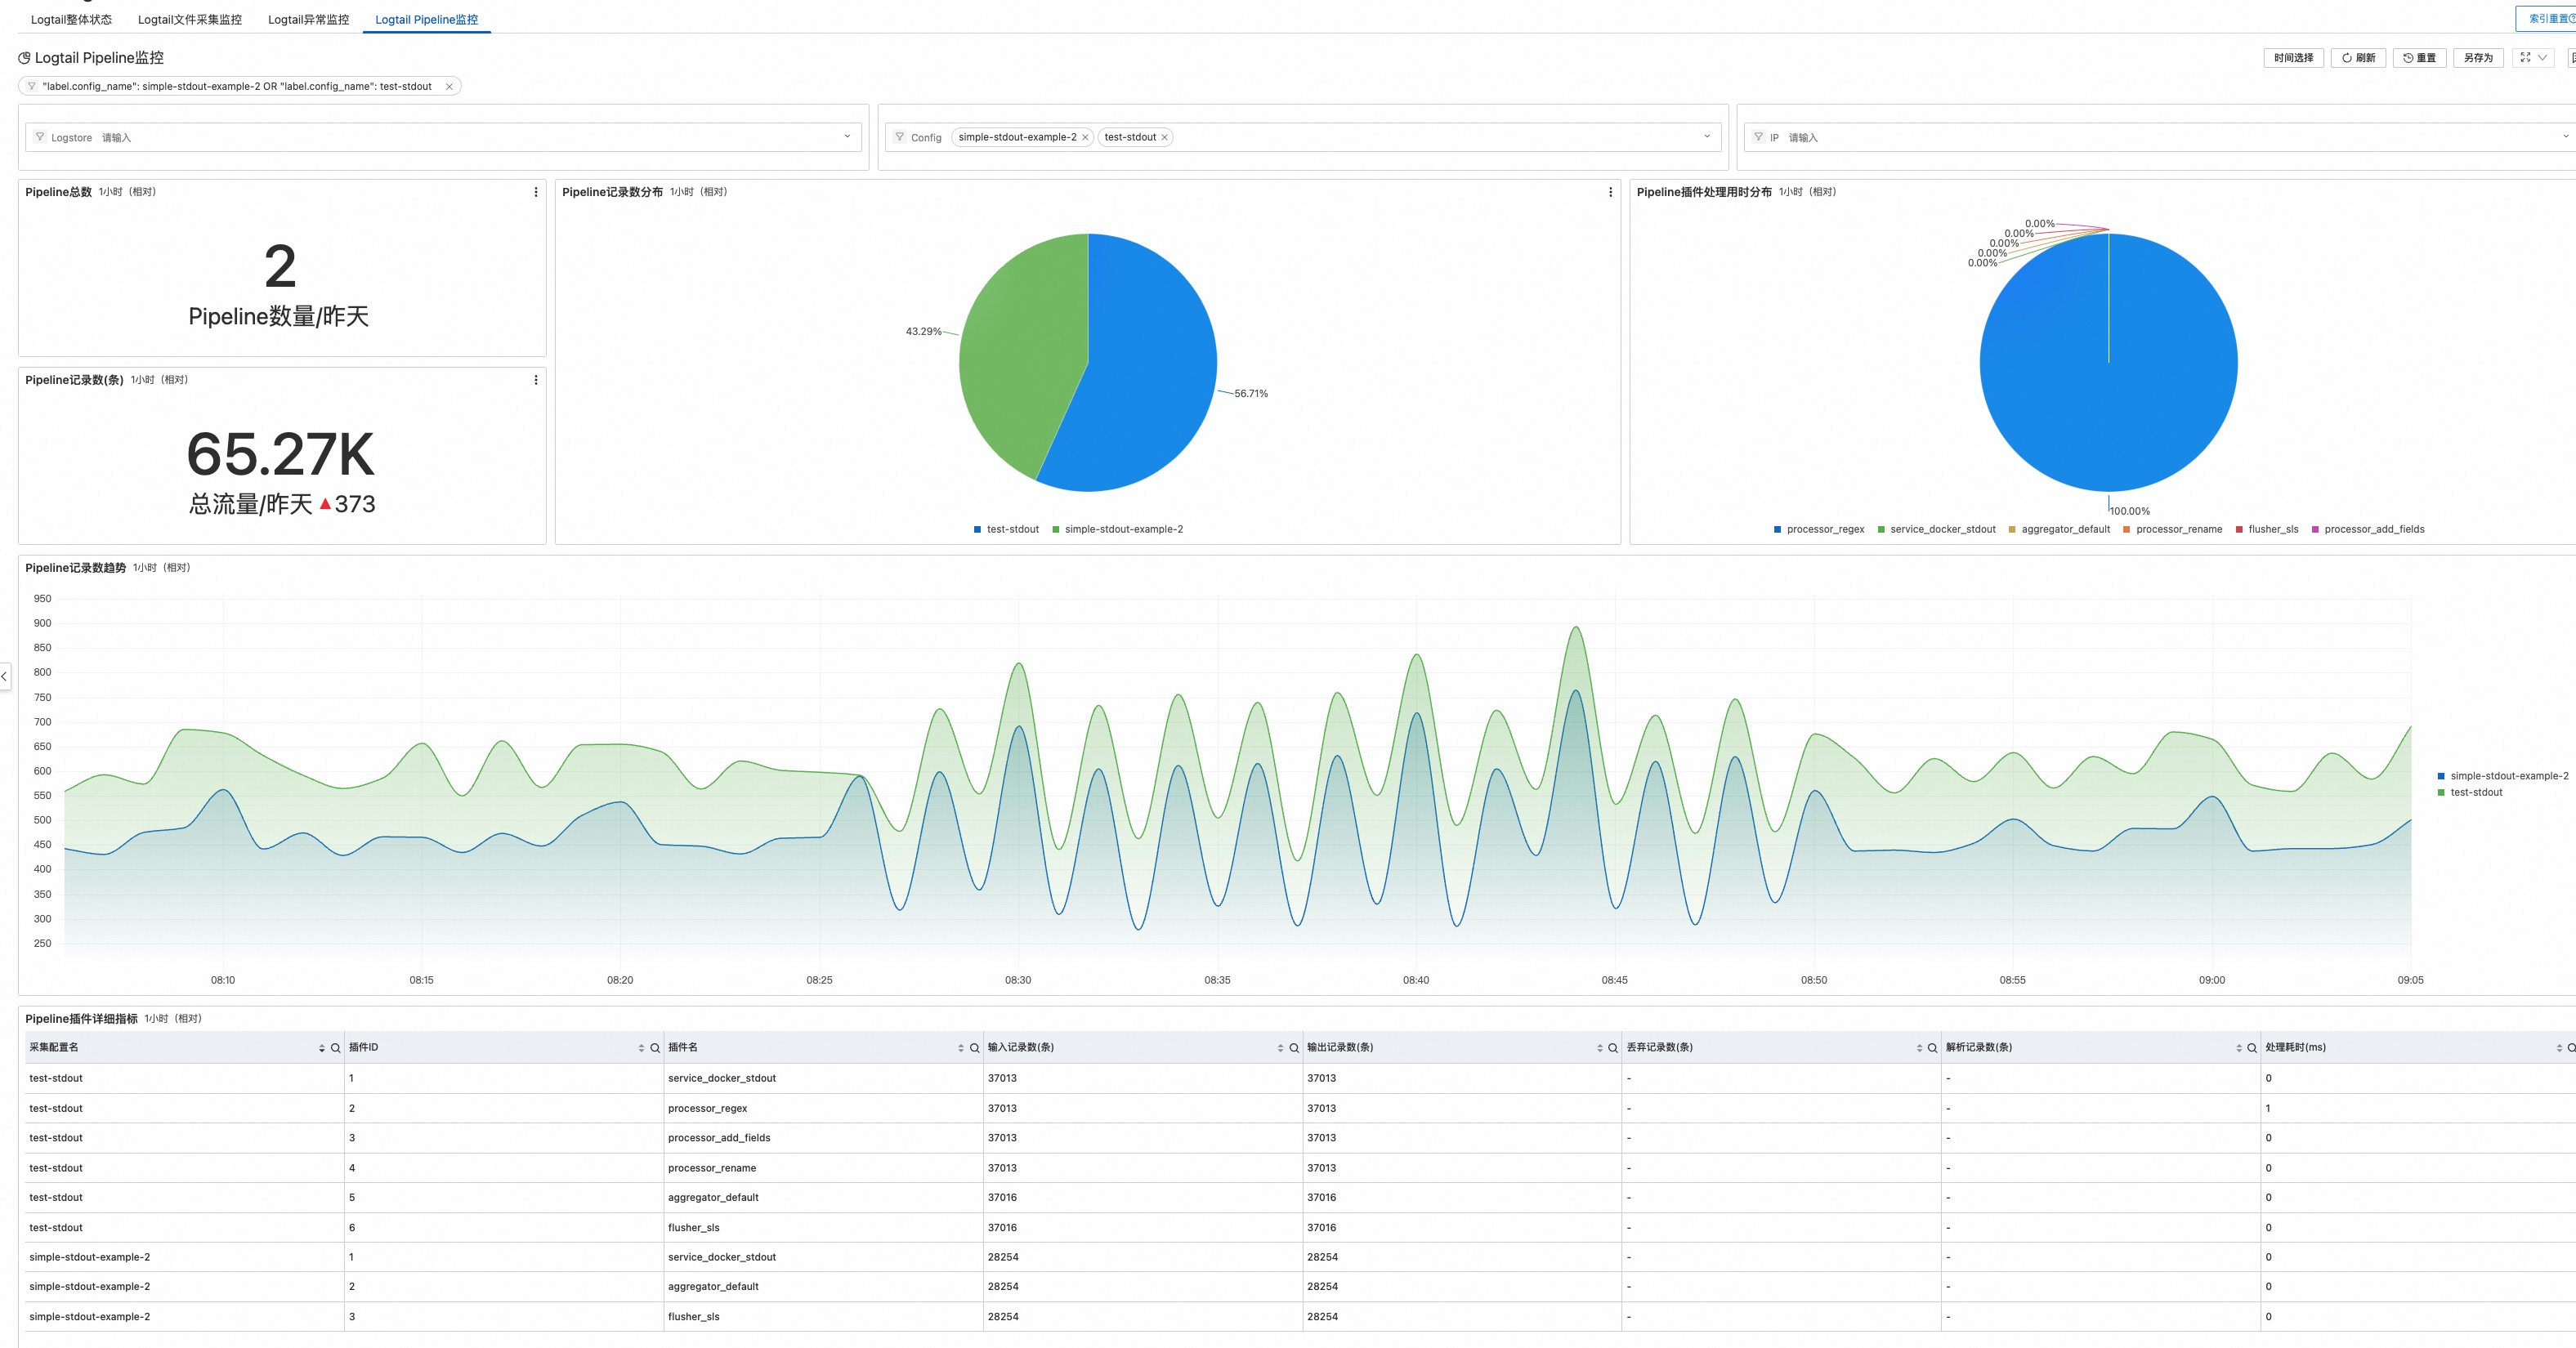 Logtail整体状态 Logtail文件采集监控 Logtail异常监控 Logtail Pipeline监控
索引重置
Logtail Pipeline监控
时间选择 刷新 重置 另存为
"label.config_name": simple-stdout-example-2 OR "label.config_name": test-stdout
Logstore 请输入
Config simple-stdout-example-2 test-stdout
IP 请输入
Pipeline总数 1小时（相对）
2
Pipeline数量/昨天
Pipeline记录数(条) 1小时（相对）
65.27K
总流量/昨天 ▲373
Pipeline记录数分布 1小时（相对）
43.29%
56.71%
test-stdout simple-stdout-example-2
Pipeline插件处理用时分布 1小时（相对）
0.00%
0.00%
0.00%
0.00%
0.00%
100.00%
processor_regex service_docker_stdout aggregator_default processor_rename flusher_sls processor_add_fields
Pipeline记录数趋势 1小时（相对）
950
900
850
800
750
700
650
600
550
500
450
400
350
300
250
08:10 08:15 08:20 08:25 08:30 08:35 08:40 08:45 08:50 08:55 09:00 09:05
simple-stdout-example-2
test-stdout
Pipeline插件详细指标 1小时（相对）
采集配置名 插件ID 插件名 输入记录数(条) 输出记录数(条) 丢弃记录数(条) 解析记录数(条) 处理耗时(ms)
test-stdout 1 service_docker_stdout 37013 37013 - - 0
test-stdout 2 processor_regex 37013 37013 - - 1
test-stdout 3 processor_add_fields 37013 37013 - - 0
test-stdout 4 processor_rename 37013 37013 - - 0
test-stdout 5 aggregator_default 37016 37016 - - 0
test-stdout 6 flusher_sls 37016 37016 - - 0
simple-stdout-example-2 1 service_docker_stdout 28254 28254 - - 0
simple-stdout-example-2 2 aggregator_default 28254 28254 - - 0
simple-stdout-example-2 3 flusher_sls 28254 28254 - - 0